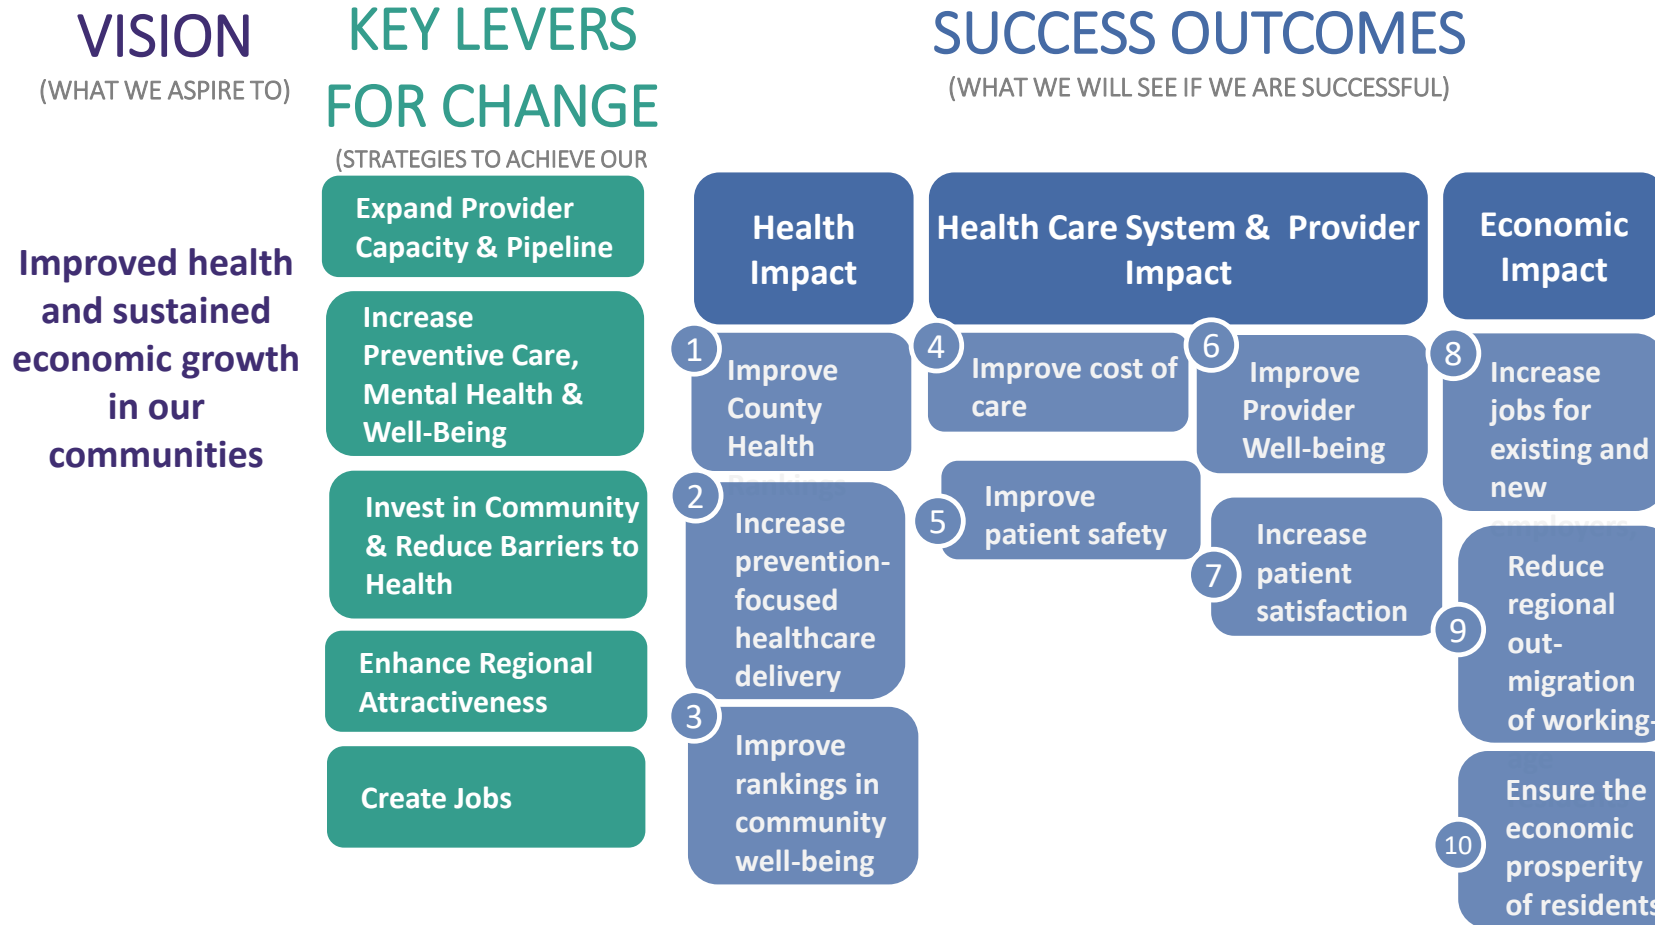 VISION
(WHAT WE ASPIRE TO)
Improved health
and sustained
economic growth
in our
communities
KEY LEVERS
FOR CHANGE
(STRATEGIES TO ACHIEVE OUR
Expand Provider
Capacity & Pipeline
Increase
Preventive Care,
Mental Health &
Well-Being
Invest in Community
& Reduce Barriers to
Health
Enhance Regional
Attractiveness
Create Jobs
SUCCESS OUTCOMES
(WHAT WE WILL SEE IF WE ARE SUCCESSFUL)
Health
Impact
1
Improve
County
Health
Rankings
2
Increase
prevention-
focused
healthcare
delivery
3
Improve
rankings in
community
well-being
Health Care System & Provider
Impact
4
Improve cost of
care
5
Improve
patient safety
6
Improve
Provider
Well-being
7
Increase
patient
satisfaction
Economic
Impact
8
Increase
jobs for
existing and
new
employers,
9
Reduce
regional
out-
migration
of working-
age
10
Ensure the
economic
prosperity
of residents